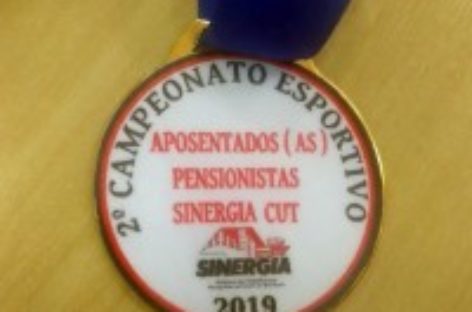 2º CAMPEONATO ESPORTIVO
APOSENTADOS (AS)
PENSIONISTAS
SINERGIA CUT
SINERGIA
2019